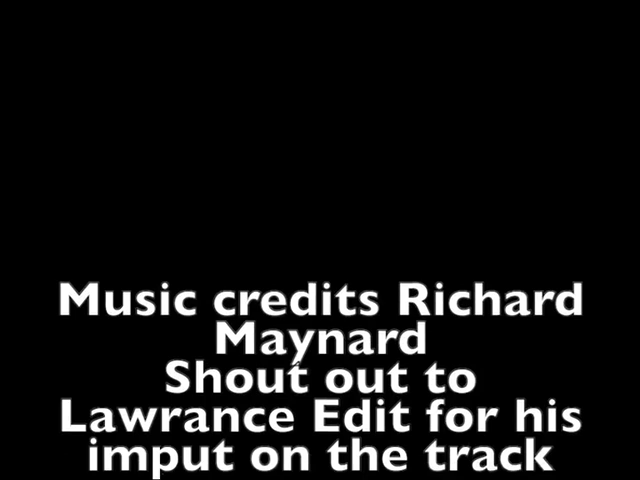 Music credits Richard
Maynard
Shout out to
Lawrance Edit for his
imput on the track